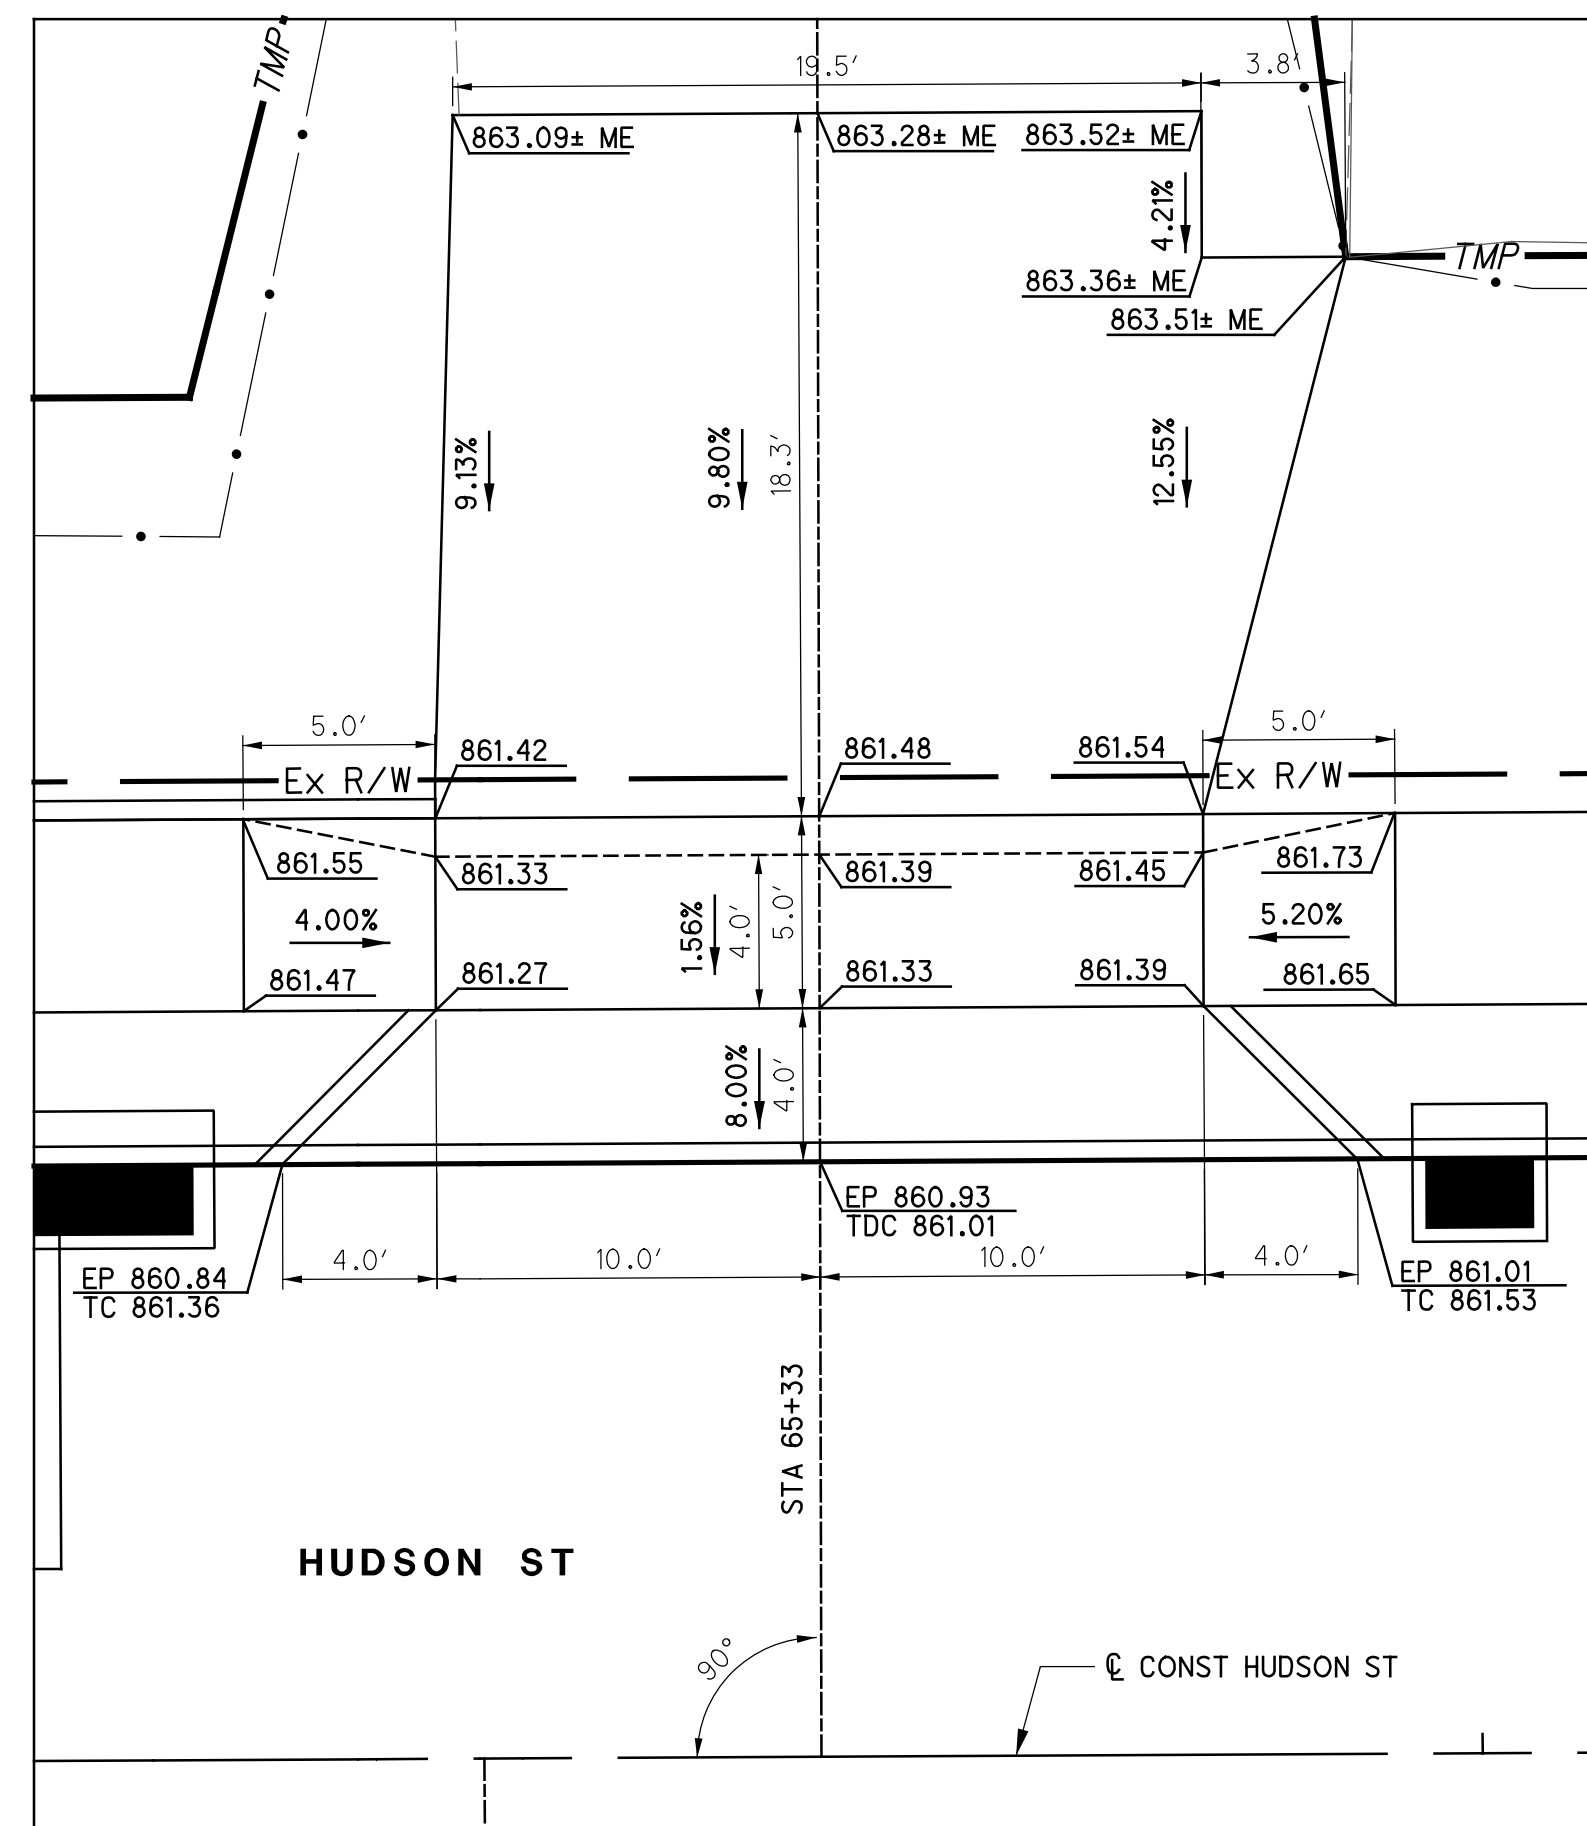 TMP
19.5'
3.8'
863.09± ME
863.28± ME
863.52± ME
4.21%
TMP
863.36± ME
863.51± ME
9.13%
9.80%
18.3'
12.55%
5.0'
5.0'
861.42
861.48
861.54
Ex R/W
Ex R/W
861.55
861.33
861.39
861.45
861.73
4.00%
1.56%
4.0'
5.0'
5.20%
861.47
861.27
861.33
861.39
861.65
8.00%
4.0'
EP 860.93
TDC 861.01
4.0'
10.0'
10.0'
4.0'
EP 860.84
TC 861.36
EP 861.01
TC 861.53
STA 65+33
HUDSON ST
90°
℄ CONST HUDSON ST